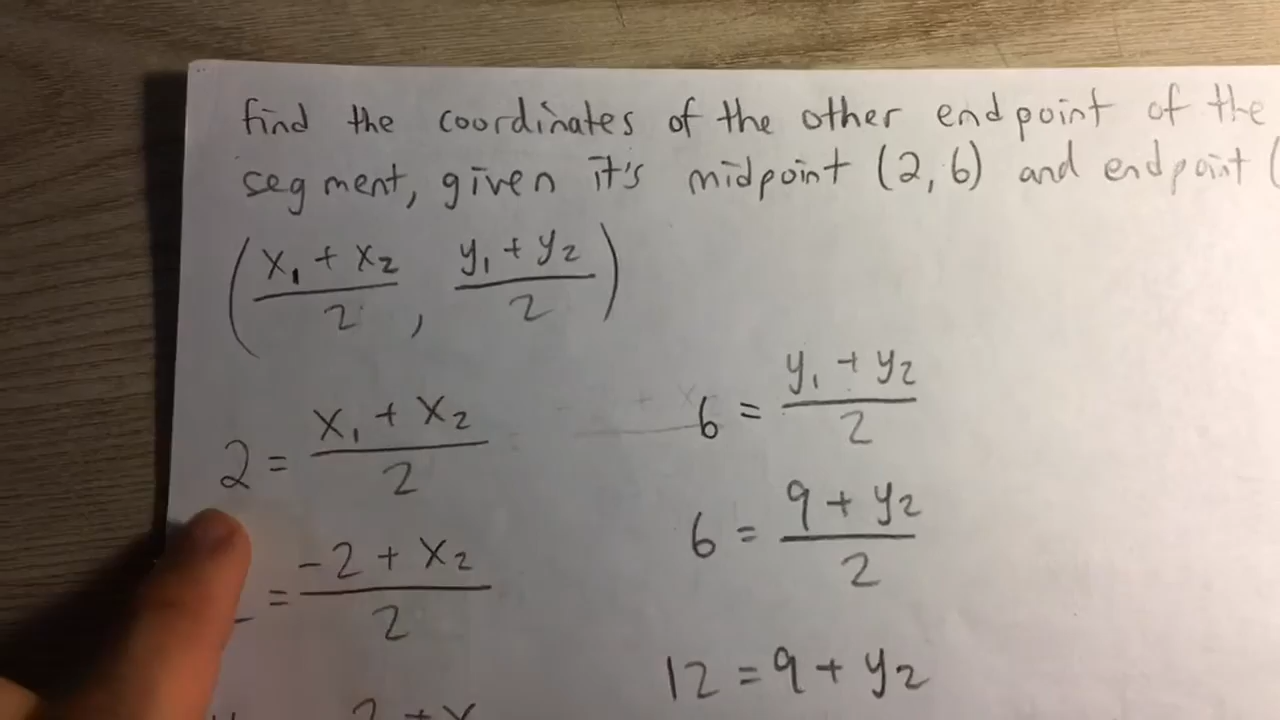 find the coordinates of the other endpoint of the
segment, given it's midpoint (2,6) and endpoint (
(x₁ + x₂ / 2 , y₁ + y₂ / 2)
2 = x₁ + x₂ / 2
6 = y₁ + y₂ / 2
= -2 + x₂ / 2
6 = 9 + y₂ / 2
12 = 9 + y₂